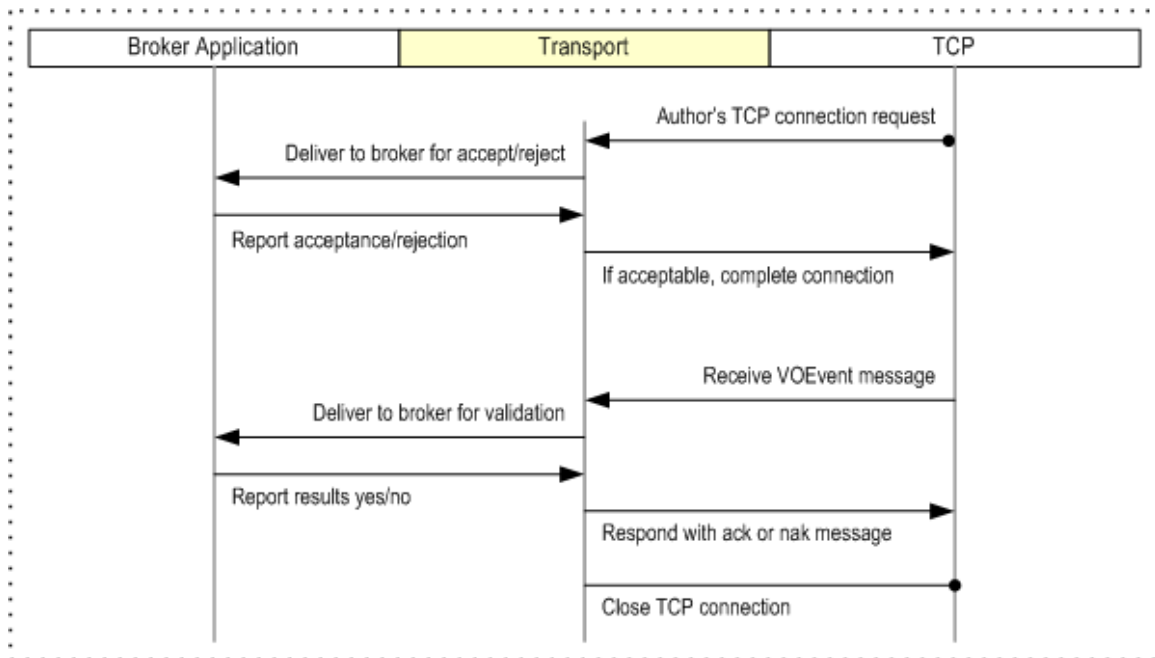 Broker Application
Transport
TCP
Author's TCP connection request
Deliver to broker for accept/reject
Report acceptance/rejection
If acceptable, complete connection
Receive VOEvent message
Deliver to broker for validation
Report results yes/no
Respond with ack or nak message
Close TCP connection